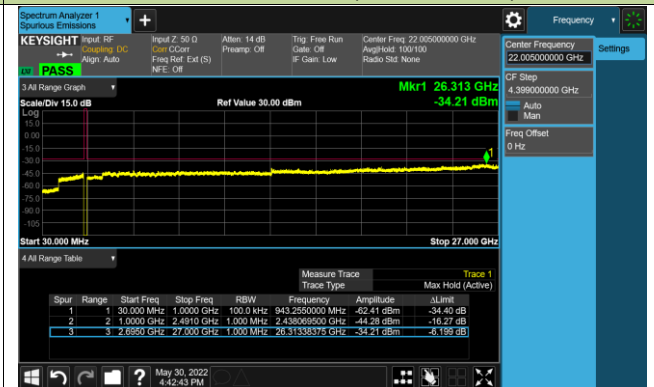 Spectrum Analyzer 1
Spurious Emissions
Frequency
KEYSIGHT
Input: RF
Coupling: DC
Align: Auto
Input Z: 50 Ω
Corr CCorr
Freq Ref: Ext (S)
NFE: Off
Atten: 14 dB
Preamp: Off
Trig: Free Run
Gate: Off
IF Gain: Low
Center Freq: 22.005000000 GHz
Avg|Hold: 100/100
Radio Std: None
PASS
Center Frequency
22.005000000 GHz
Settings
CF Step
4.399000000 GHz
Auto
Man
Freq Offset
0 Hz
3 All Range Graph
Mkr1 26.313 GHz
Scale/Div 15.0 dB
Ref Value 30.00 dBm
-34.21 dBm
Log
15.0
0.00
-15.0
-30.0
-45.0
-60.0
-75.0
-90.0
-105
1
Start 30.000 MHz
Stop 27.000 GHz
4 All Range Table
Measure Trace Trace 1
Trace Type Max Hold (Active)
Spur Range Start Freq Stop Freq RBW Frequency Amplitude ΔLimit
1 1 30.000 MHz 1.0000 GHz 100.0 kHz 943.2550000 MHz -62.41 dBm -34.40 dB
2 2 1.0000 GHz 2.4910 GHz 1.000 MHz 2.438069500 GHz -44.28 dBm -16.27 dB
3 3 2.6950 GHz 27.000 GHz 1.000 MHz 26.31338375 GHz -34.21 dBm -6.199 dB
?
May 30, 2022
4:42:43 PM